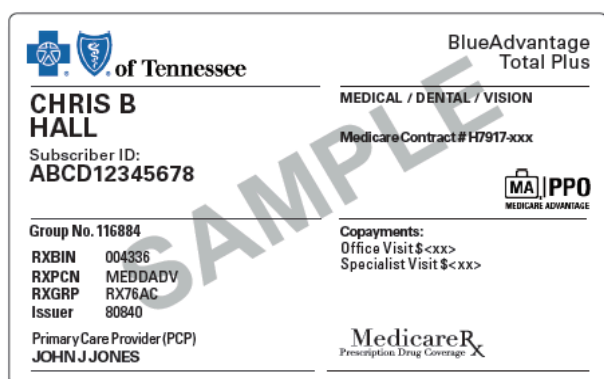 of Tennessee
BlueAdvantage
Total Plus
CHRIS B
HALL
Subscriber ID:
ABCD12345678
MEDICAL / DENTAL / VISION
Medicare Contract # H7917-xxx
MA PPO
MEDICARE ADVANTAGE
SAMPLE
Group No. 116884
RXBIN 004336
RXPCN MEDDADV
RXGRP RX76AC
Issuer 80840
Copayments:
Office Visit $<xx>
Specialist Visit $<xx>
Primary Care Provider (PCP)
JOHN J JONES
MedicareRx
Prescription Drug Coverage